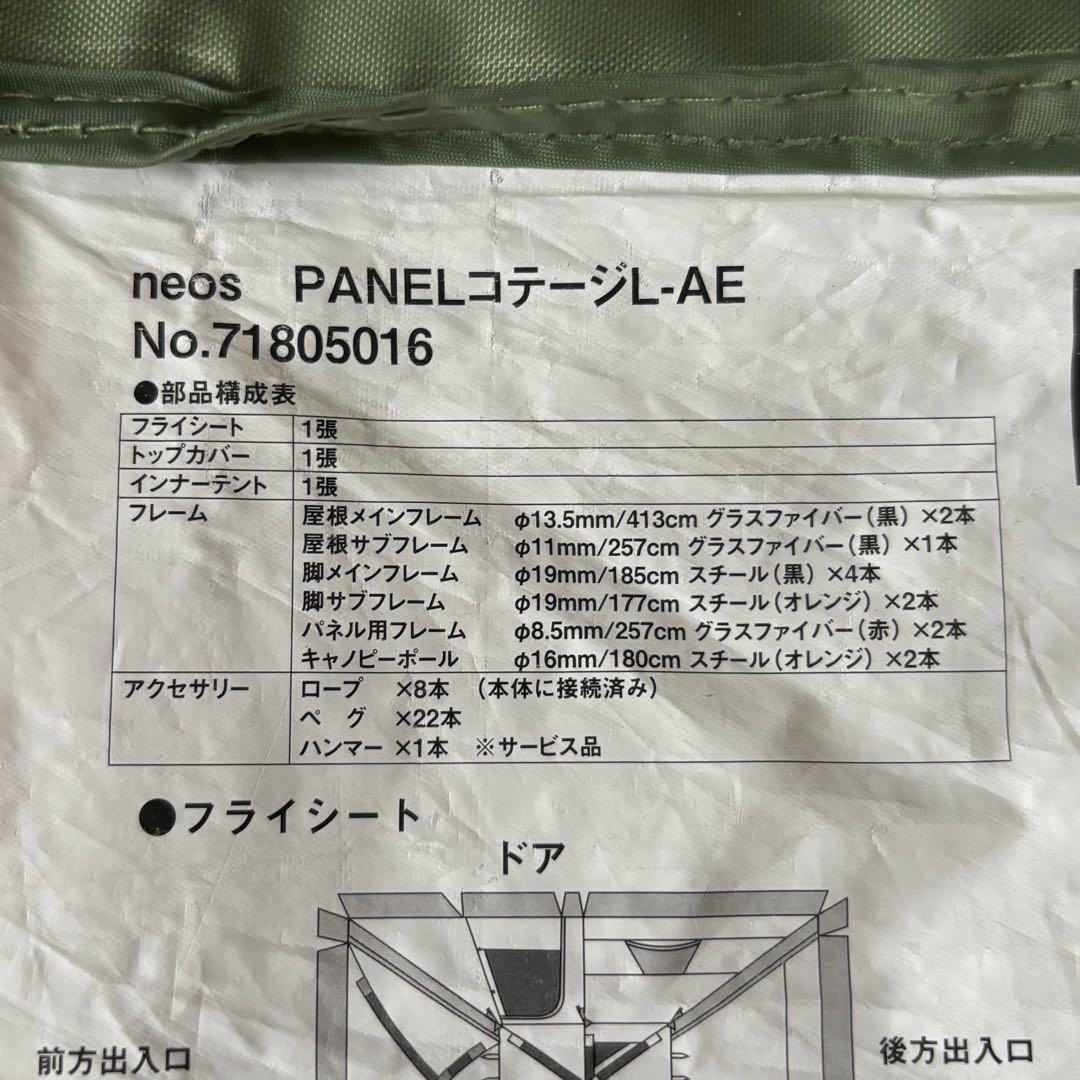 neos PANELコテージL-AE
No.71805016
●部品構成表
フライシート 1張
トップカバー 1張
インナーテント 1張
フレーム 屋根メインフレーム φ13.5mm/413cm グラスファイバー(黒) ×2本
屋根サブフレーム φ11mm/257cm グラスファイバー(黒) ×1本
脚メインフレーム φ19mm/185cm スチール(黒) ×4本
脚サブフレーム φ19mm/177cm スチール(オレンジ) ×2本
パネル用フレーム φ8.5mm/257cm グラスファイバー(赤) ×2本
キャノピーポール φ16mm/180cm スチール(オレンジ) ×2本
アクセサリー ロープ ×8本 (本体に接続済み)
ペグ ×22本
ハンマー ×1本 ※サービス品
●フライシート
ドア
前方出入口
後方出入口